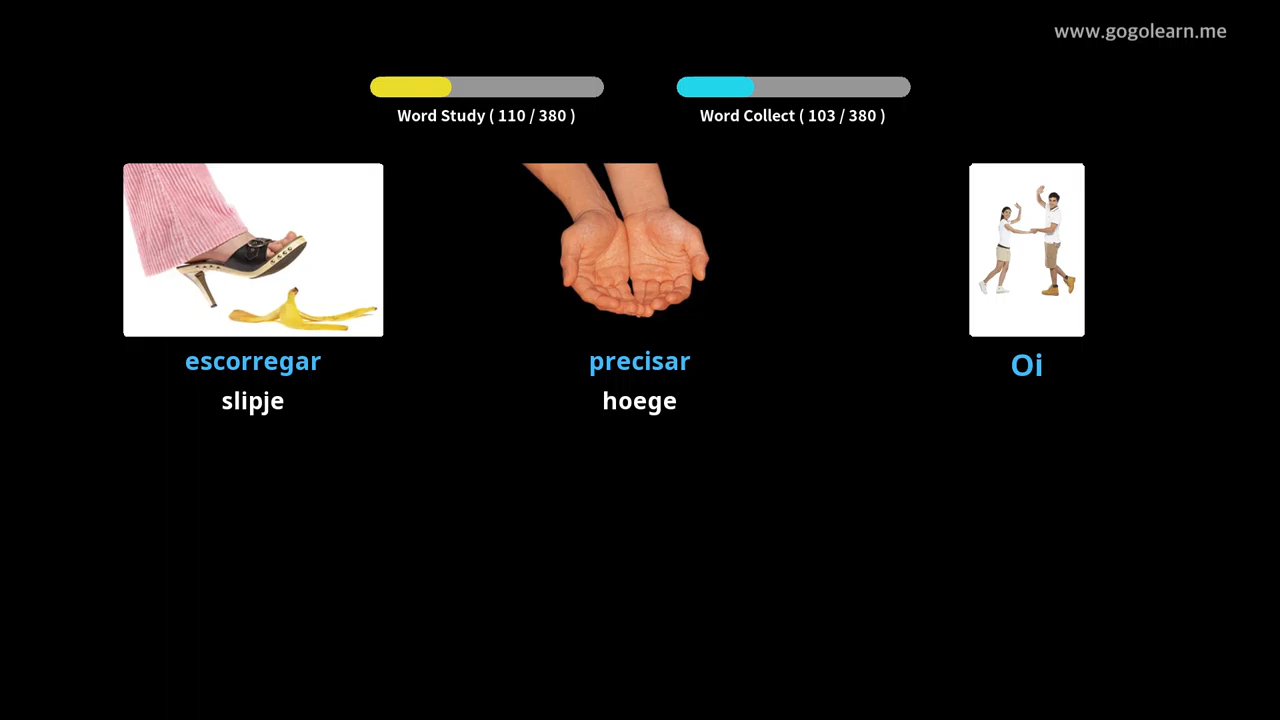 www.gogolearn.me
Word Study ( 110 / 380 )
Word Collect ( 103 / 380 )
escorregar
precisar
Oi
slipje
hoege